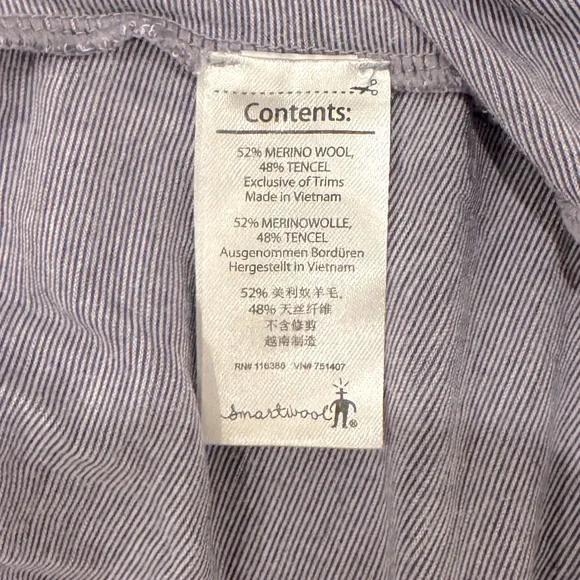 Contents:
52% MERINO WOOL,
48% TENCEL
Exclusive of Trims
Made in Vietnam
52% MERINOWOLLE,
48% TENCEL
Ausgenommen Bordüren
Hergestellt in Vietnam
52% 美利奴羊毛,
48% 天丝纤维
不含修剪
越南制造
RN# 116388 VN# 751407
smartwool ®